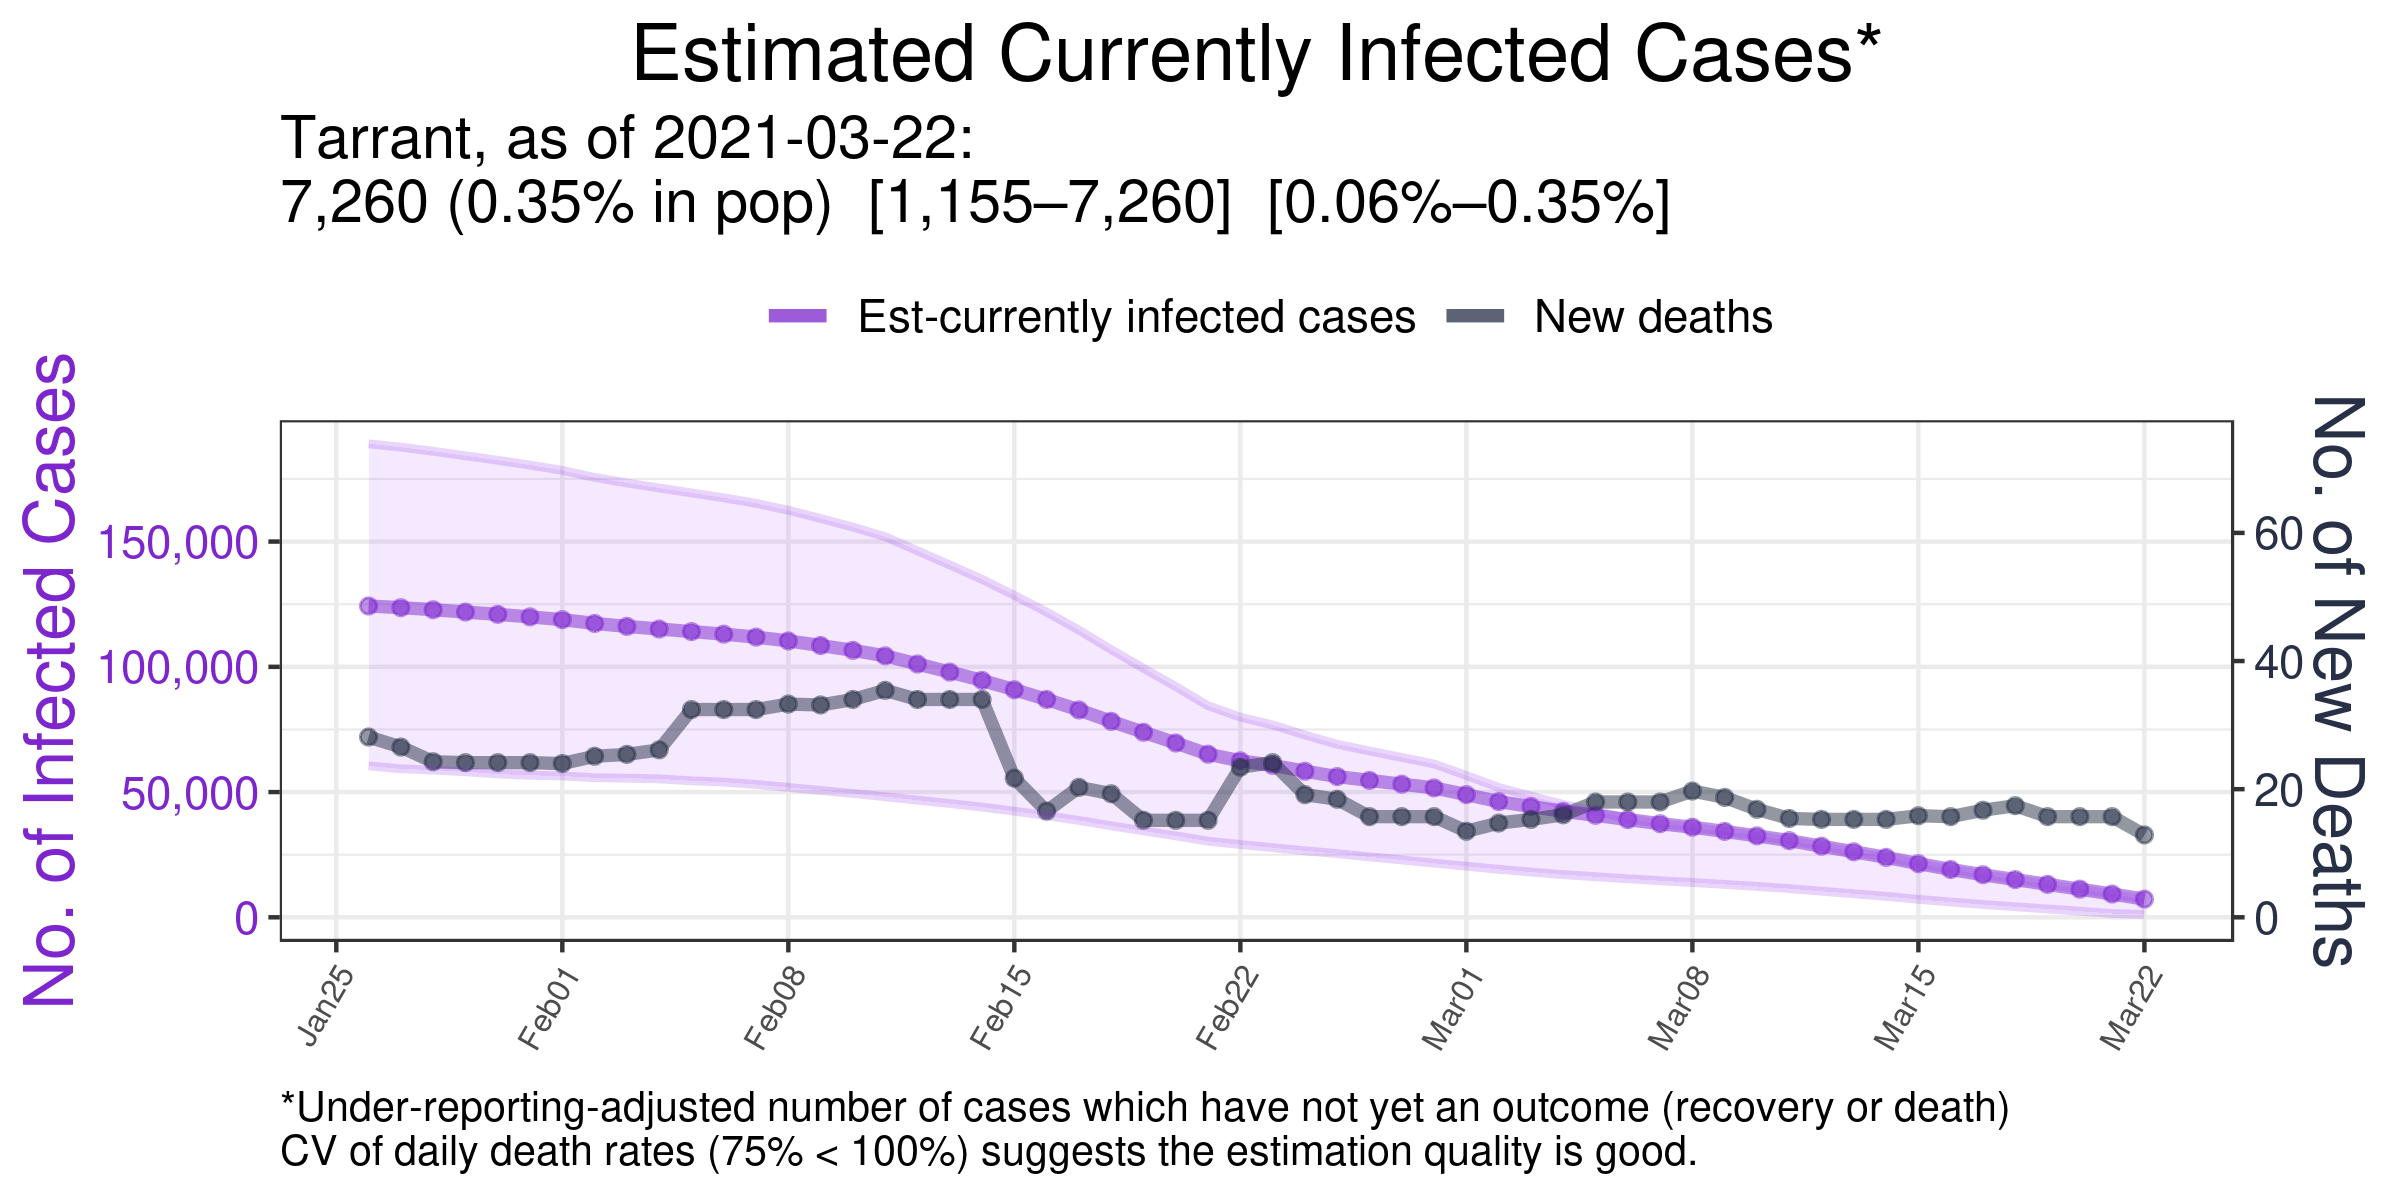 Estimated Currently Infected Cases*
Tarrant, as of 2021-03-22:
7,260 (0.35% in pop)  [1,155–7,260]  [0.06%–0.35%]
Est-currently infected cases
New deaths
No. of Infected Cases
150,000
100,000
50,000
0
No. of New Deaths
60
40
20
0
Jan25
Feb01
Feb08
Feb15
Feb22
Mar01
Mar08
Mar15
Mar22
*Under-reporting-adjusted number of cases which have not yet an outcome (recovery or death)
CV of daily death rates (75% < 100%) suggests the estimation quality is good.